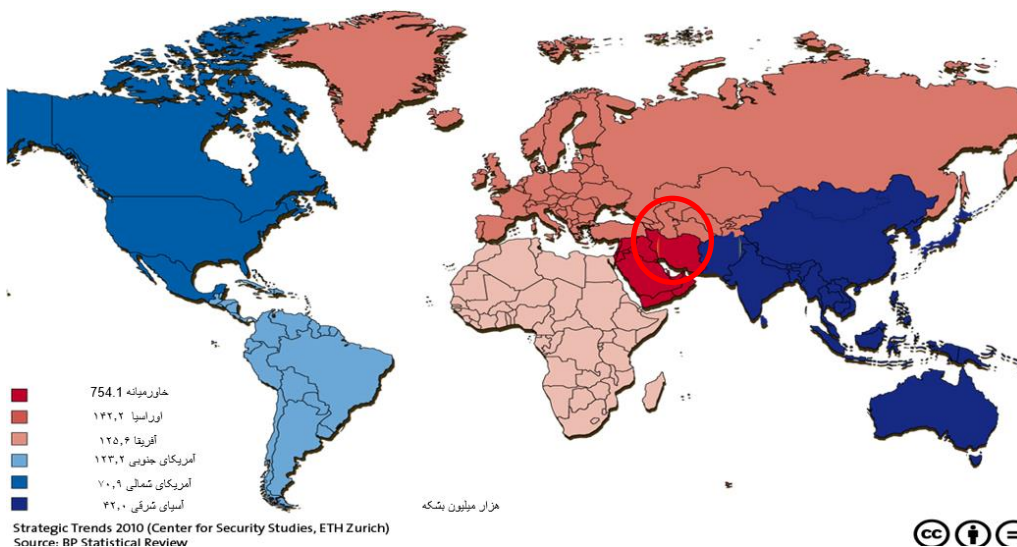 خاورمیانه 754.1
اوراسیا ۱۴۲,۲
آفریقا ۱۲۵,۶
آمریکای جنوبی ۱۲۳,۲
آمریکای شمالی ۷۰,۹
آسیای شرقی ۴۲,۰
هزار میلیون بشکه
Strategic Trends 2010 (Center for Security Studies, ETH Zurich)
Source: BP Statistical Review
cc